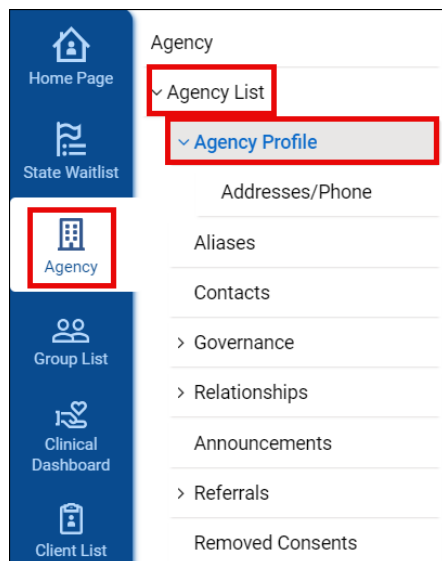 Home Page
State Waitlist
Agency
Group List
Clinical
Dashboard
Client List
Agency
Agency List
Agency Profile
Addresses/Phone
Aliases
Contacts
Governance
Relationships
Announcements
Referrals
Removed Consents